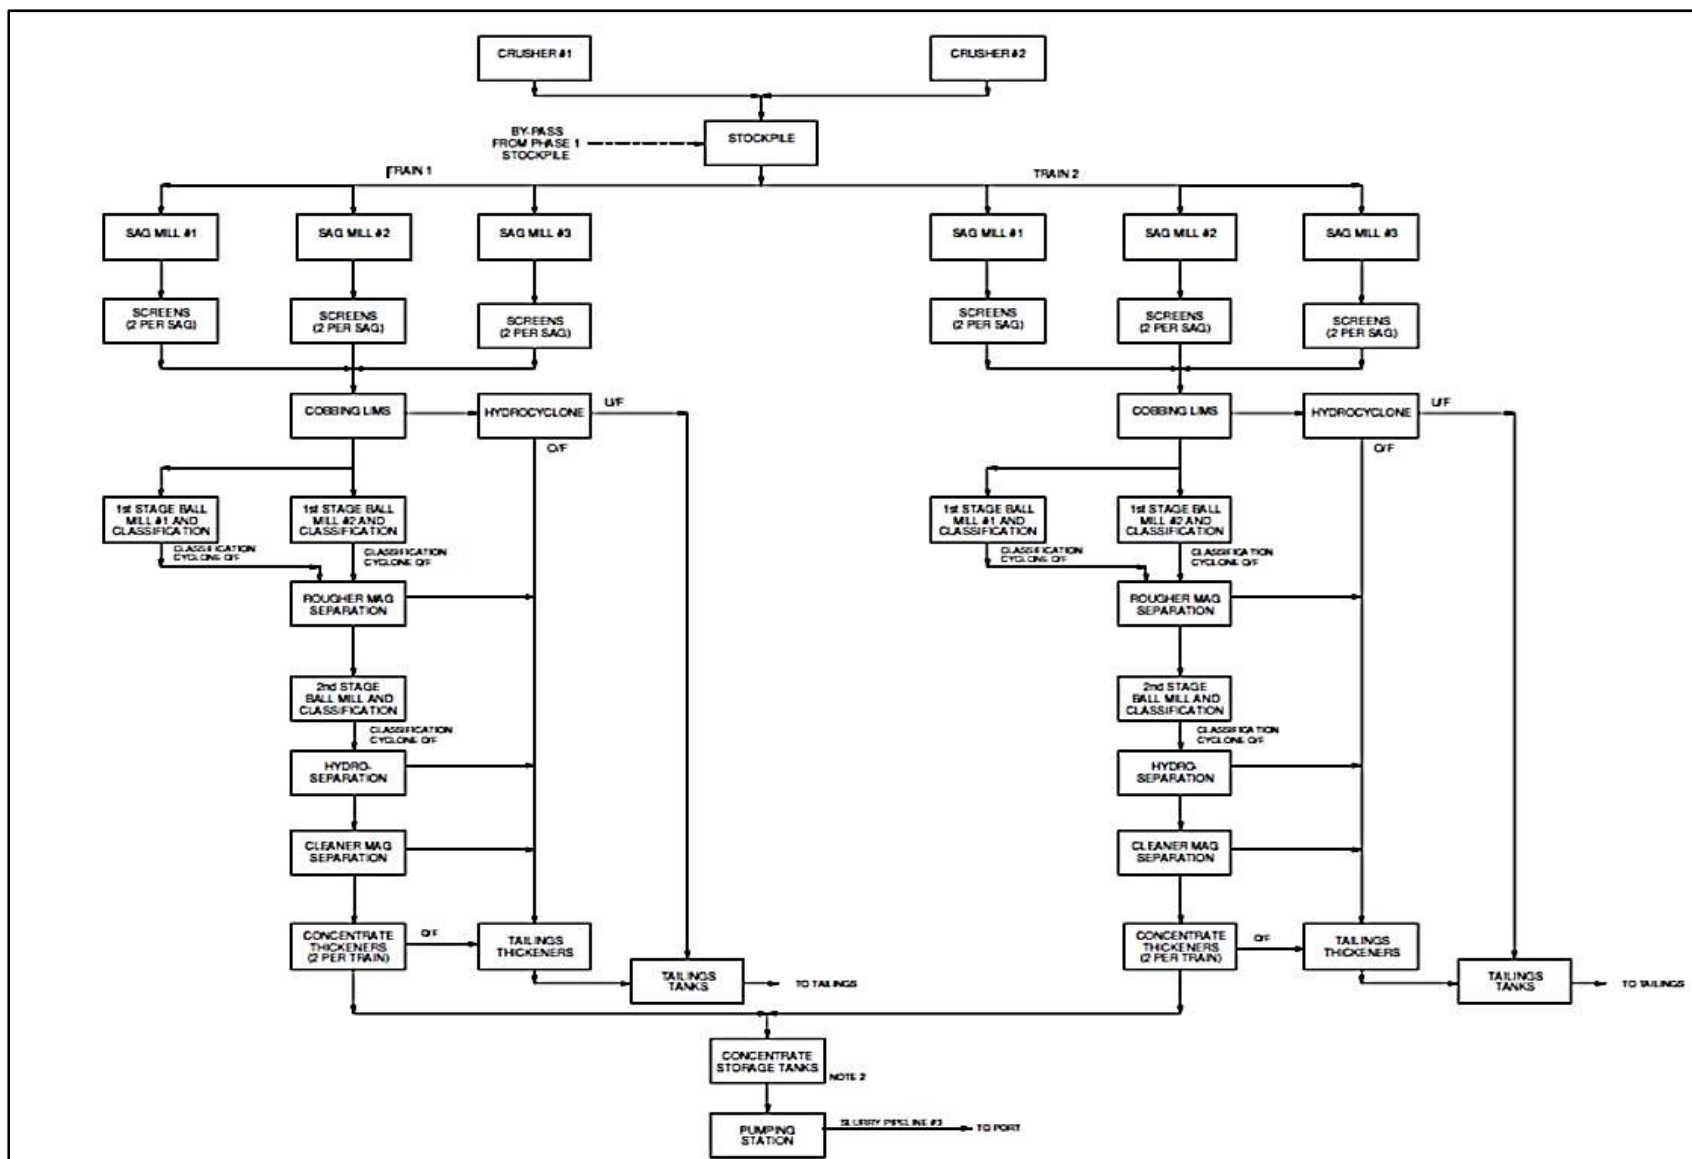 CRUSHER #1
CRUSHER #2
BY-PASS
FROM PHASE 1
STOCKPILE
STOCKPILE
TRAIN 1
TRAIN 2
SAG MILL #1
SAG MILL #2
SAG MILL #3
SAG MILL #1
SAG MILL #2
SAG MILL #3
SCREENS
(2 PER SAG)
SCREENS
(2 PER SAG)
SCREENS
(2 PER SAG)
SCREENS
(2 PER SAG)
SCREENS
(2 PER SAG)
SCREENS
(2 PER SAG)
COBBING LIMS
HYDROCYCLONE
U/F
O/F
COBBING LIMS
HYDROCYCLONE
U/F
O/F
1st STAGE BALL
MILL #1 AND
CLASSIFICATION
1st STAGE BALL
MILL #2 AND
CLASSIFICATION
1st STAGE BALL
MILL #1 AND
CLASSIFICATION
1st STAGE BALL
MILL #2 AND
CLASSIFICATION
CLASSIFICATION
CYCLONE O/F
CLASSIFICATION
CYCLONE O/F
CLASSIFICATION
CYCLONE O/F
CLASSIFICATION
CYCLONE O/F
ROUGHER MAG
SEPARATION
ROUGHER MAG
SEPARATION
2nd STAGE
BALL MILL AND
CLASSIFICATION
2nd STAGE
BALL MILL AND
CLASSIFICATION
CLASSIFICATION
CYCLONE O/F
CLASSIFICATION
CYCLONE O/F
HYDRO-
SEPARATION
HYDRO-
SEPARATION
CLEANER MAG
SEPARATION
CLEANER MAG
SEPARATION
CONCENTRATE
THICKENERS
(2 PER TRAIN)
O/F
TAILINGS
THICKENERS
CONCENTRATE
THICKENERS
(2 PER TRAIN)
O/F
TAILINGS
THICKENERS
TAILINGS
TANKS
TO TAILINGS
TAILINGS
TANKS
TO TAILINGS
CONCENTRATE
STORAGE TANKS
NOTE 2
PUMPING
STATION
SLURRY PIPELINE #3
TO PORT